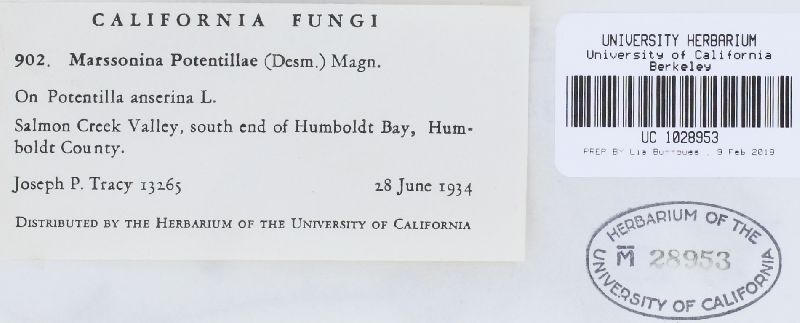 CALIFORNIA FUNGI
902. Marssonina Potentillae (Desm.) Magn.
On Potentilla anserina L.
Salmon Creek Valley, south end of Humboldt Bay, Hum-
boldt County.
Joseph P. Tracy 13265 28 June 1934
DISTRIBUTED BY THE HERBARIUM OF THE UNIVERSITY OF CALIFORNIA
UNIVERSITY HERBARIUM
University of California
Berkeley
UC 1028953
PREP BY Lia 9 Feb 2019
HERBARIUM OF THE
M 28953
UNIVERSITY OF CALIFORNIA